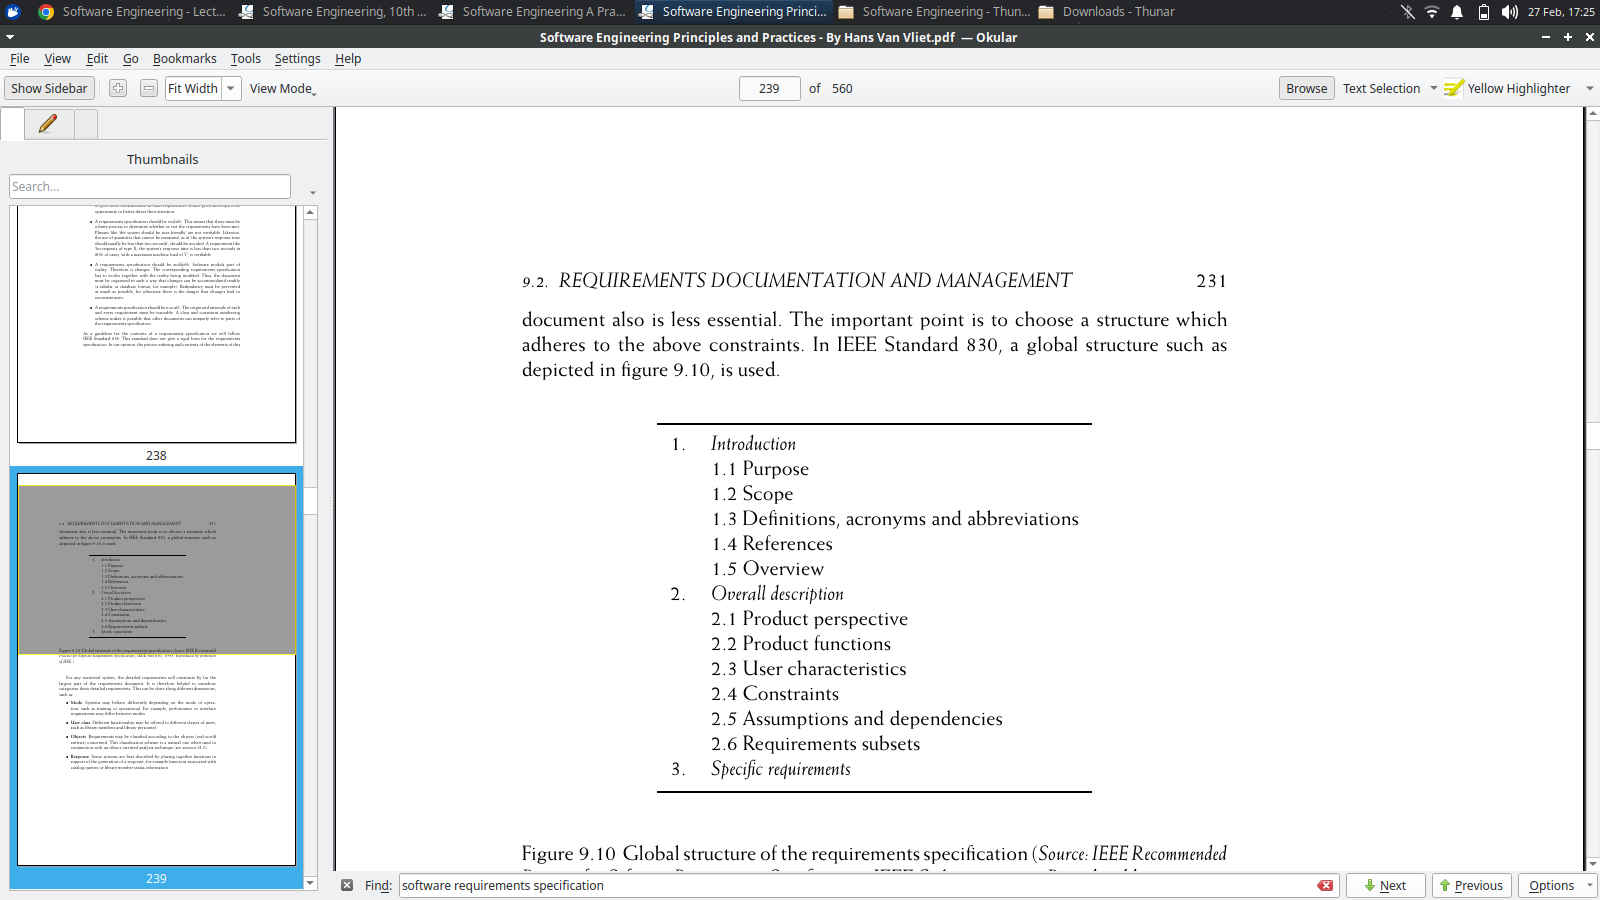 Software Engineering - Lect...
Software Engineering, 10th ...
Software Engineering A Pra...
Software Engineering Princi...
Software Engineering - Thun...
Downloads - Thunar
27 Feb, 17:25
Software Engineering Principles and Practices - By Hans Van Vliet.pdf — Okular
File View Edit Go Bookmarks Tools Settings Help
Show Sidebar
Fit Width
View Mode
239 of 560
Browse
Text Selection
Yellow Highlighter
Thumbnails
Search...
238
239
9.2. REQUIREMENTS DOCUMENTATION AND MANAGEMENT 231
document also is less essential. The important point is to choose a structure which
adheres to the above constraints. In IEEE Standard 830, a global structure such as
depicted in figure 9.10, is used.
1. Introduction
1.1 Purpose
1.2 Scope
1.3 Definitions, acronyms and abbreviations
1.4 References
1.5 Overview
2. Overall description
2.1 Product perspective
2.2 Product functions
2.3 User characteristics
2.4 Constraints
2.5 Assumptions and dependencies
2.6 Requirements subsets
3. Specific requirements
Figure 9.10 Global structure of the requirements specification (Source: IEEE Recommended
Find: software requirements specification
Next
Previous
Options